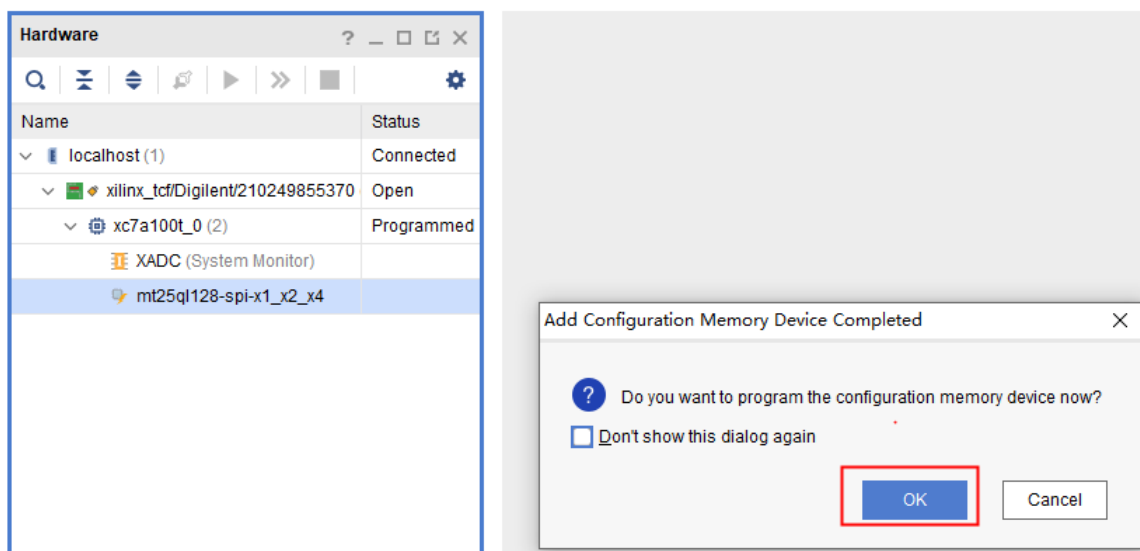 Hardware
Name Status
localhost (1) Connected
xilinx_tcf/Digilent/210249855370 Open
xc7a100t_0 (2) Programmed
XADC (System Monitor)
mt25ql128-spi-x1_x2_x4
Add Configuration Memory Device Completed
Do you want to program the configuration memory device now?
Don't show this dialog again
OK Cancel